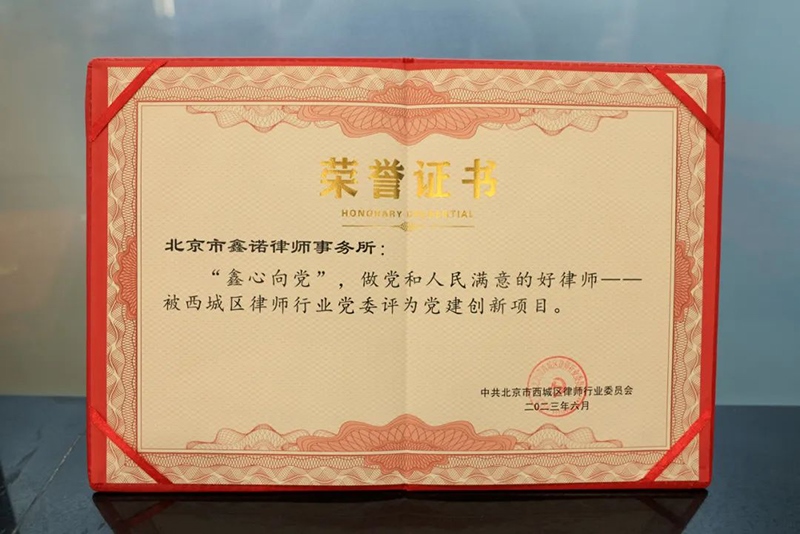 荣誉证书
HONORARY CREDENTIAL
北京市鑫诺律师事务所：
“鑫心向党”，做党和人民满意的好律师——
被西城区律师行业党委评为党建创新项目。
中共北京市西城区律师行业委员会
二〇二三年六月